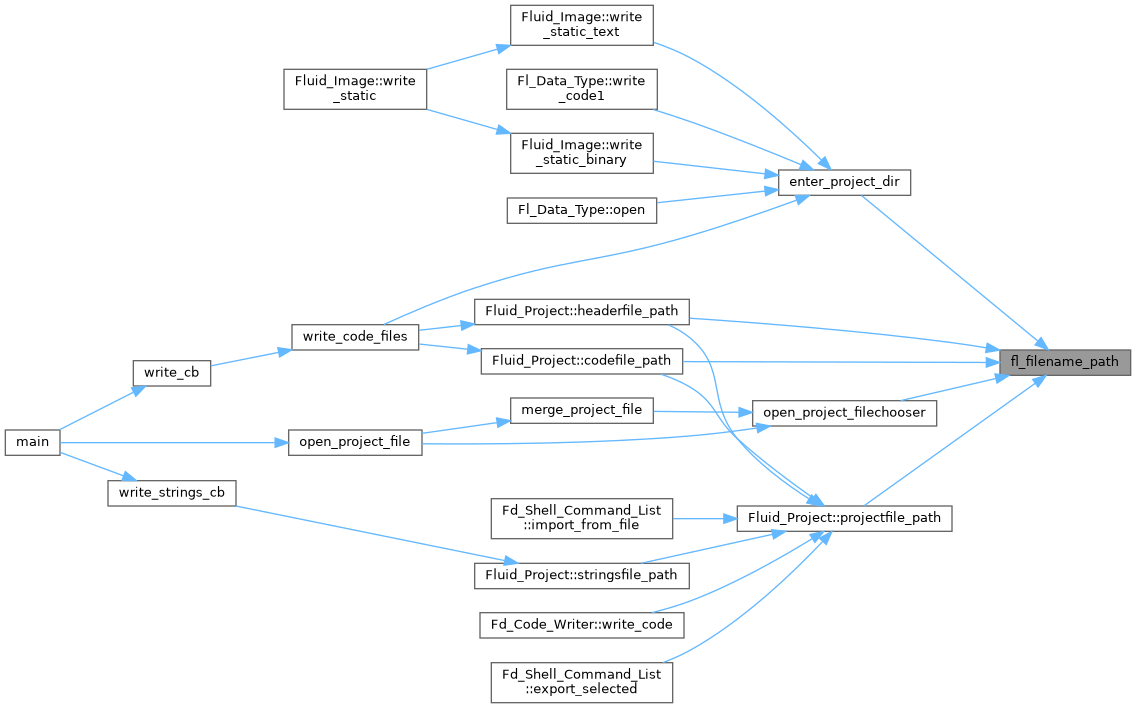 Fluid_Image::write
_static_text
Fluid_Image::write
_static
Fl_Data_Type::write
_code1
Fluid_Image::write
_static_binary
enter_project_dir
Fl_Data_Type::open
Fluid_Project::headerfile_path
write_code_files
Fluid_Project::codefile_path
fl_filename_path
write_cb
merge_project_file
open_project_filechooser
main
open_project_file
write_strings_cb
Fd_Shell_Command_List
::import_from_file
Fluid_Project::projectfile_path
Fluid_Project::stringsfile_path
Fd_Code_Writer::write_code
Fd_Shell_Command_List
::export_selected